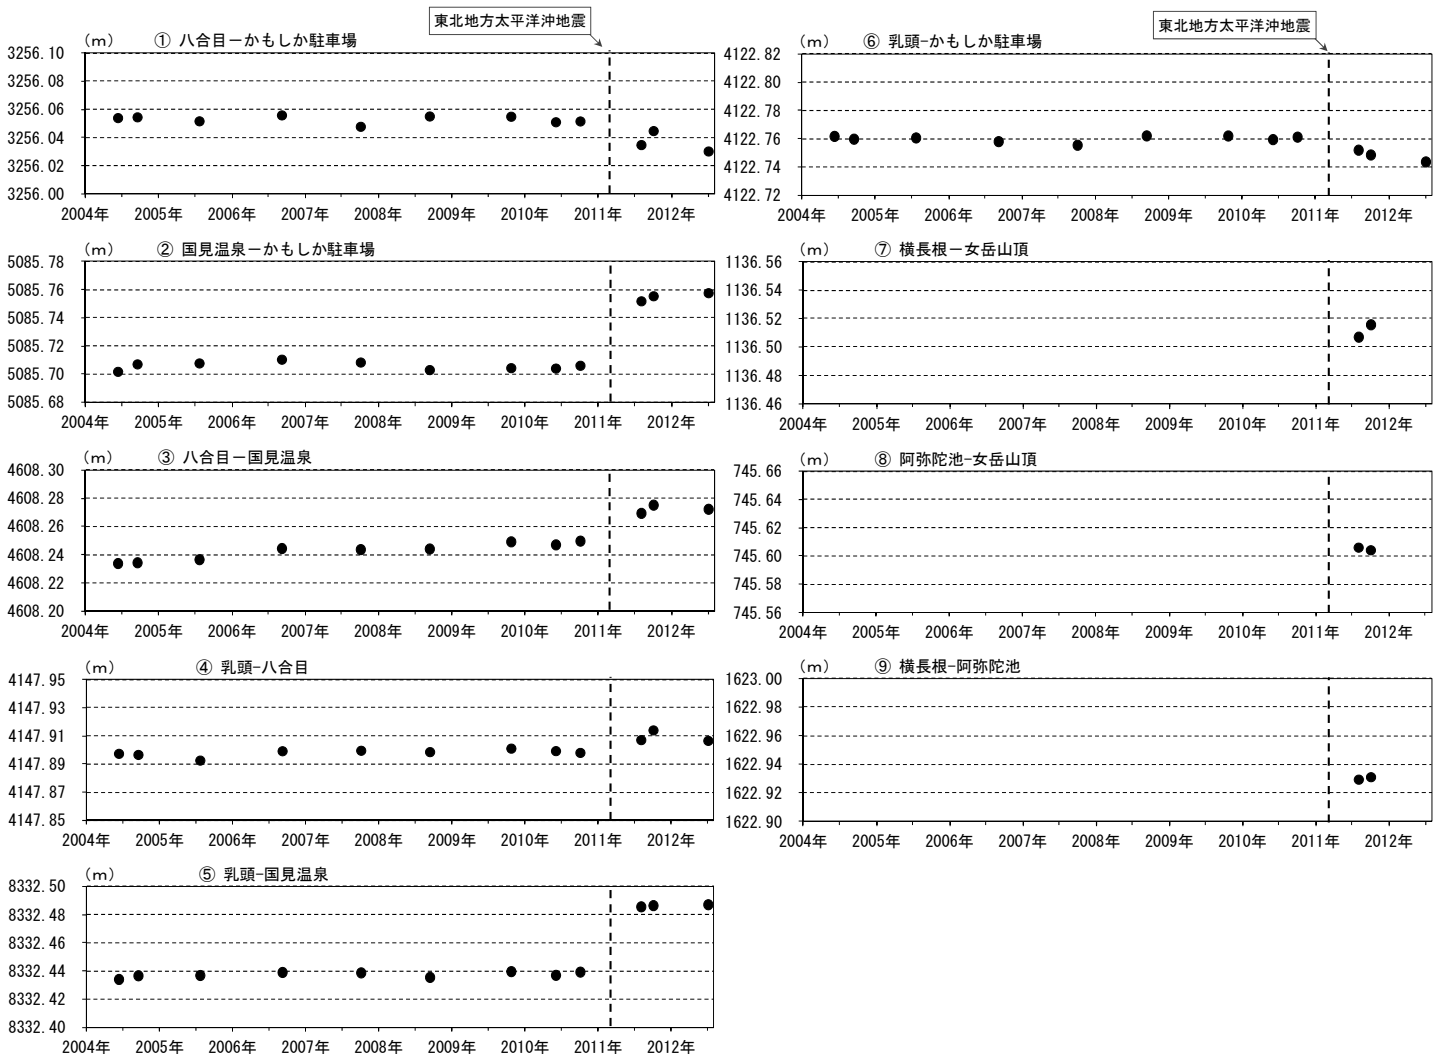 東北地方太平洋沖地震
(m) ① 八合目－かもしか駐車場
3256.10
3256.08
3256.06
3256.04
3256.02
3256.00
2004年 2005年 2006年 2007年 2008年 2009年 2010年 2011年 2012年
(m) ② 国見温泉－かもしか駐車場
5085.78
5085.76
5085.74
5085.72
5085.70
5085.68
2004年 2005年 2006年 2007年 2008年 2009年 2010年 2011年 2012年
(m) ③ 八合目－国見温泉
4608.30
4608.28
4608.26
4608.24
4608.22
4608.20
2004年 2005年 2006年 2007年 2008年 2009年 2010年 2011年 2012年
(m) ④ 乳頭-八合目
4147.95
4147.93
4147.91
4147.89
4147.87
4147.85
2004年 2005年 2006年 2007年 2008年 2009年 2010年 2011年 2012年
(m) ⑤ 乳頭-国見温泉
8332.50
8332.48
8332.46
8332.44
8332.42
8332.40
2004年 2005年 2006年 2007年 2008年 2009年 2010年 2011年 2012年
東北地方太平洋沖地震
(m) ⑥ 乳頭-かもしか駐車場
4122.82
4122.80
4122.78
4122.76
4122.74
4122.72
2004年 2005年 2006年 2007年 2008年 2009年 2010年 2011年 2012年
(m) ⑦ 横長根－女岳山頂
1136.56
1136.54
1136.52
1136.50
1136.48
1136.46
2004年 2005年 2006年 2007年 2008年 2009年 2010年 2011年 2012年
(m) ⑧ 阿弥陀池-女岳山頂
745.66
745.64
745.62
745.60
745.58
745.56
2004年 2005年 2006年 2007年 2008年 2009年 2010年 2011年 2012年
(m) ⑨ 横長根-阿弥陀池
1623.00
1622.98
1622.96
1622.94
1622.92
1622.90
2004年 2005年 2006年 2007年 2008年 2009年 2010年 2011年 2012年